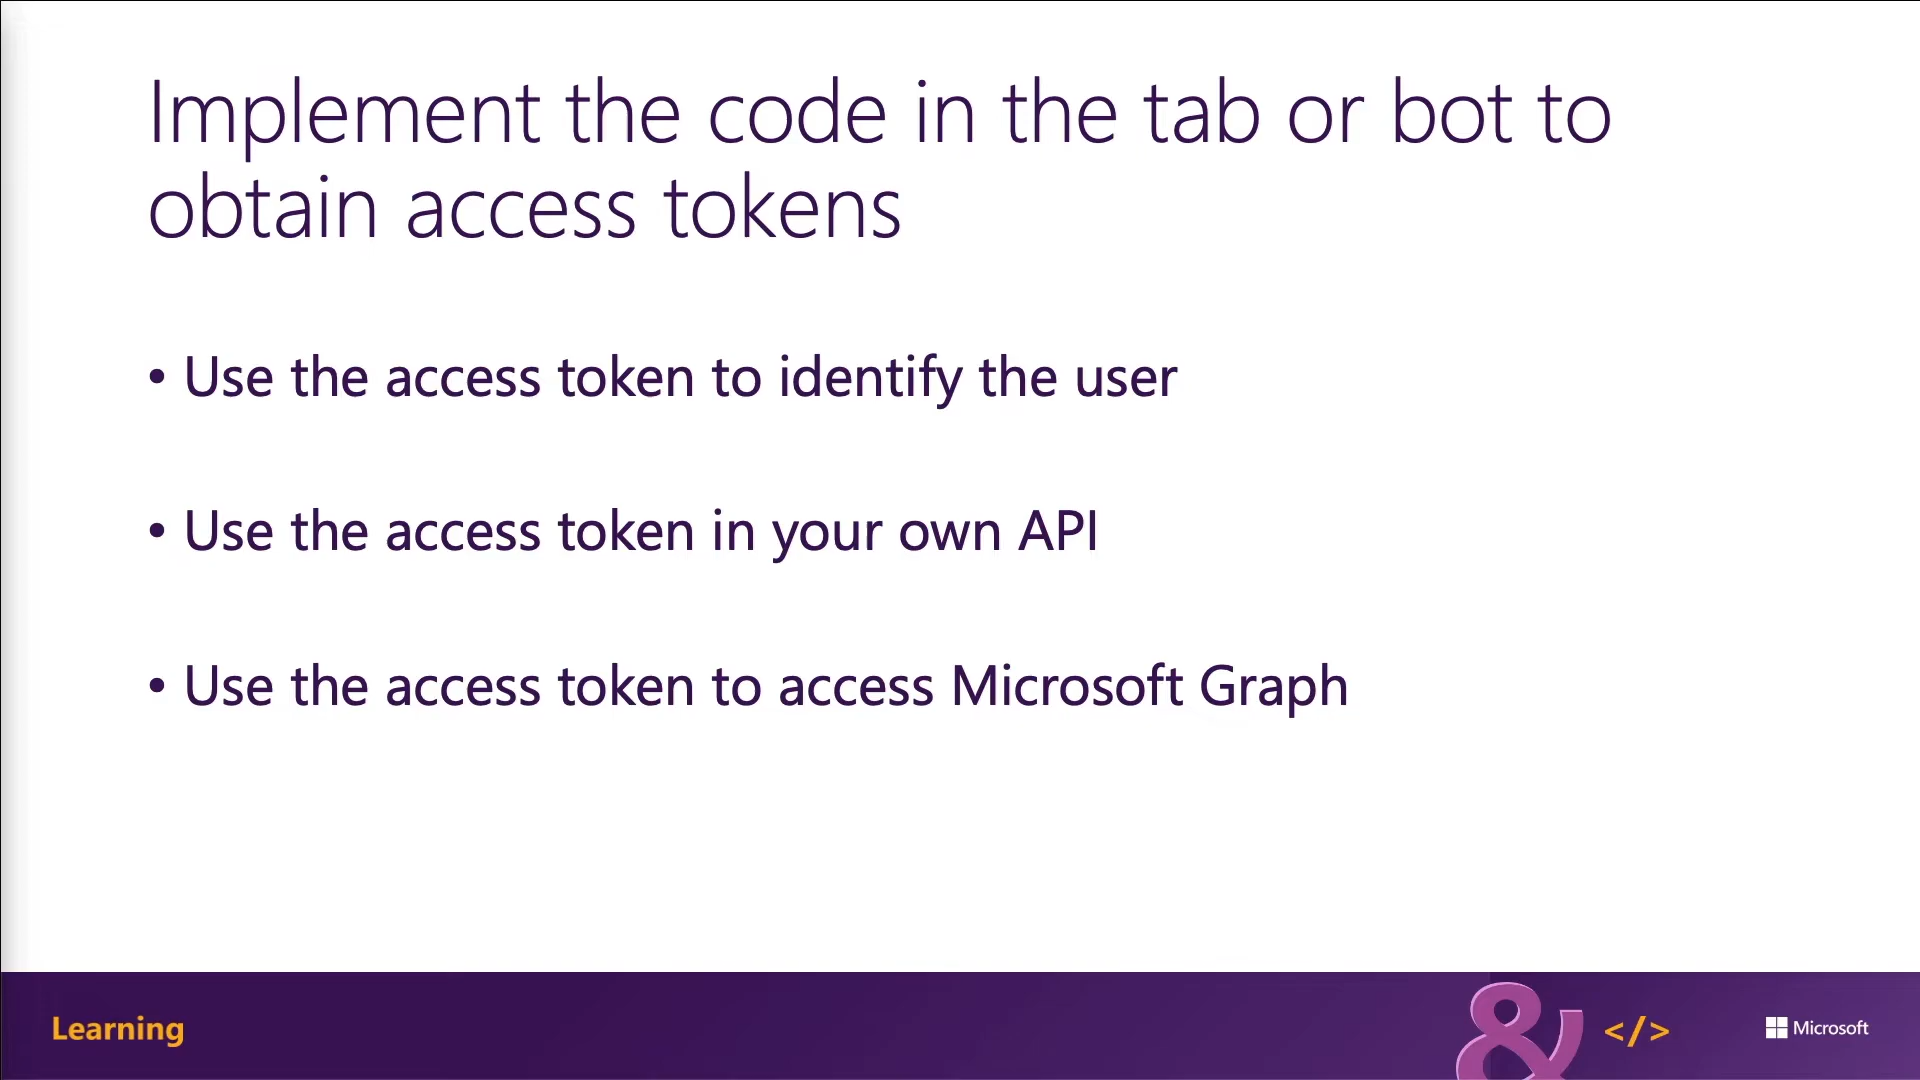 Implement the code in the tab or bot to
obtain access tokens
• Use the access token to identify the user
• Use the access token in your own API
• Use the access token to access Microsoft Graph
Learning
& </>
Microsoft